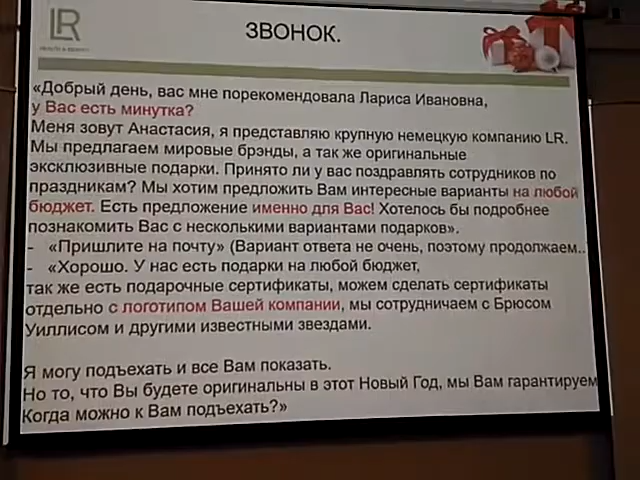 LR
HEALTH & BEAUTY
ЗВОНОК.
«Добрый день, вас мне порекомендовала Лариса Ивановна,
у Вас есть минутка?
Меня зовут Анастасия, я представляю крупную немецкую компанию LR.
Мы предлагаем мировые брэнды, а так же оригинальные
эксклюзивные подарки. Принято ли у вас поздравлять сотрудников по
праздникам? Мы хотим предложить Вам интересные варианты на любой
бюджет. Есть предложение именно для Вас! Хотелось бы подробнее
познакомить Вас с несколькими вариантами подарков».
- «Пришлите на почту» (Вариант ответа не очень, поэтому продолжаем..
- «Хорошо. У нас есть подарки на любой бюджет,
так же есть подарочные сертификаты, можем сделать сертификаты
отдельно с логотипом Вашей компании, мы сотрудничаем с Брюсом
Уиллисом и другими известными звездами.
Я могу подъехать и все Вам показать.
Но то, что Вы будете оригинальны в этот Новый Год, мы Вам гарантируем
Когда можно к Вам подъехать?»